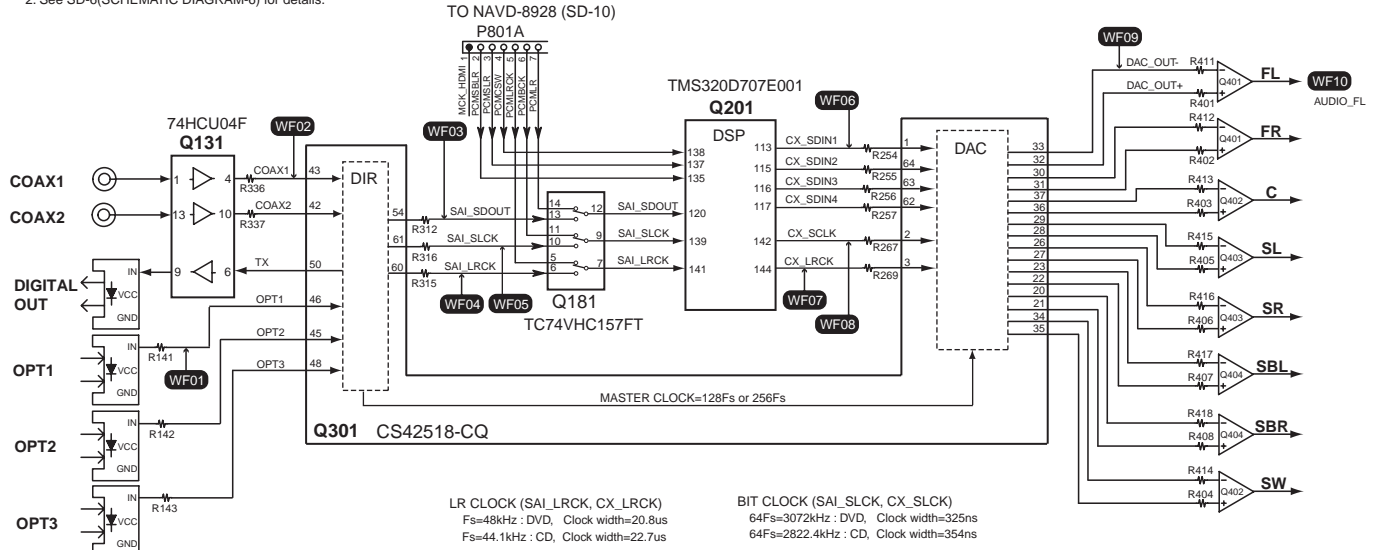 2. See SD-6(SCHEMATIC DIAGRAM-6) for details.
TO NAVD-8928 (SD-10)
P801A
1 2 3 4 5 6 7
MCK_HDMI
PCMSBLR
PCMSLR
PCMCSW
PCMLRCK
PCMBCK
PCMLR
74HCU04F
Q131
COAX1
COAX2
DIGITAL
OUT
OPT1
OPT2
OPT3
1 4
13 10
9 6
IN
VCC
GND
IN
VCC
GND
IN
VCC
GND
IN
VCC
GND
R141
R142
R143
WF01
WF02
COAX1
R336
43
COAX2
R337
42
TX
50
OPT1
46
OPT2
45
OPT3
48
DIR
54
R312
SAI_SDOUT
61
R316
SAI_SLCK
60
R315
SAI_LRCK
WF03
WF04
WF05
14
13
12
11
10
9
5
6
7
Q181
TC74VHC157FT
SAI_SDOUT
SAI_SLCK
SAI_LRCK
TMS320D707E001
Q201
DSP
138
137
135
120
139
141
113
115
116
117
142
144
CX_SDIN1
R254
1
CX_SDIN2
R255
64
CX_SDIN3
R256
63
CX_SDIN4
R257
62
CX_SCLK
R267
2
CX_LRCK
R269
3
WF06
WF07
WF08
DAC
33
32
30
31
37
36
29
28
26
27
23
22
20
21
34
35
WF09
DAC_OUT-
R411
DAC_OUT+
R401
Q401
FL
WF10
AUDIO_FL
R412
R402
Q401
FR
R413
R403
Q402
C
R415
R405
Q403
SL
R416
R406
Q403
SR
R417
R407
Q404
SBL
R418
R408
Q404
SBR
R414
R404
Q402
SW
MASTER CLOCK=128Fs or 256Fs
Q301 CS42518-CQ
LR CLOCK (SAI_LRCK, CX_LRCK)
Fs=48kHz : DVD, Clock width=20.8us
Fs=44.1kHz : CD, Clock width=22.7us
BIT CLOCK (SAI_SLCK, CX_SLCK)
64Fs=3072kHz : DVD, Clock width=325ns
64Fs=2822.4kHz : CD, Clock width=354ns